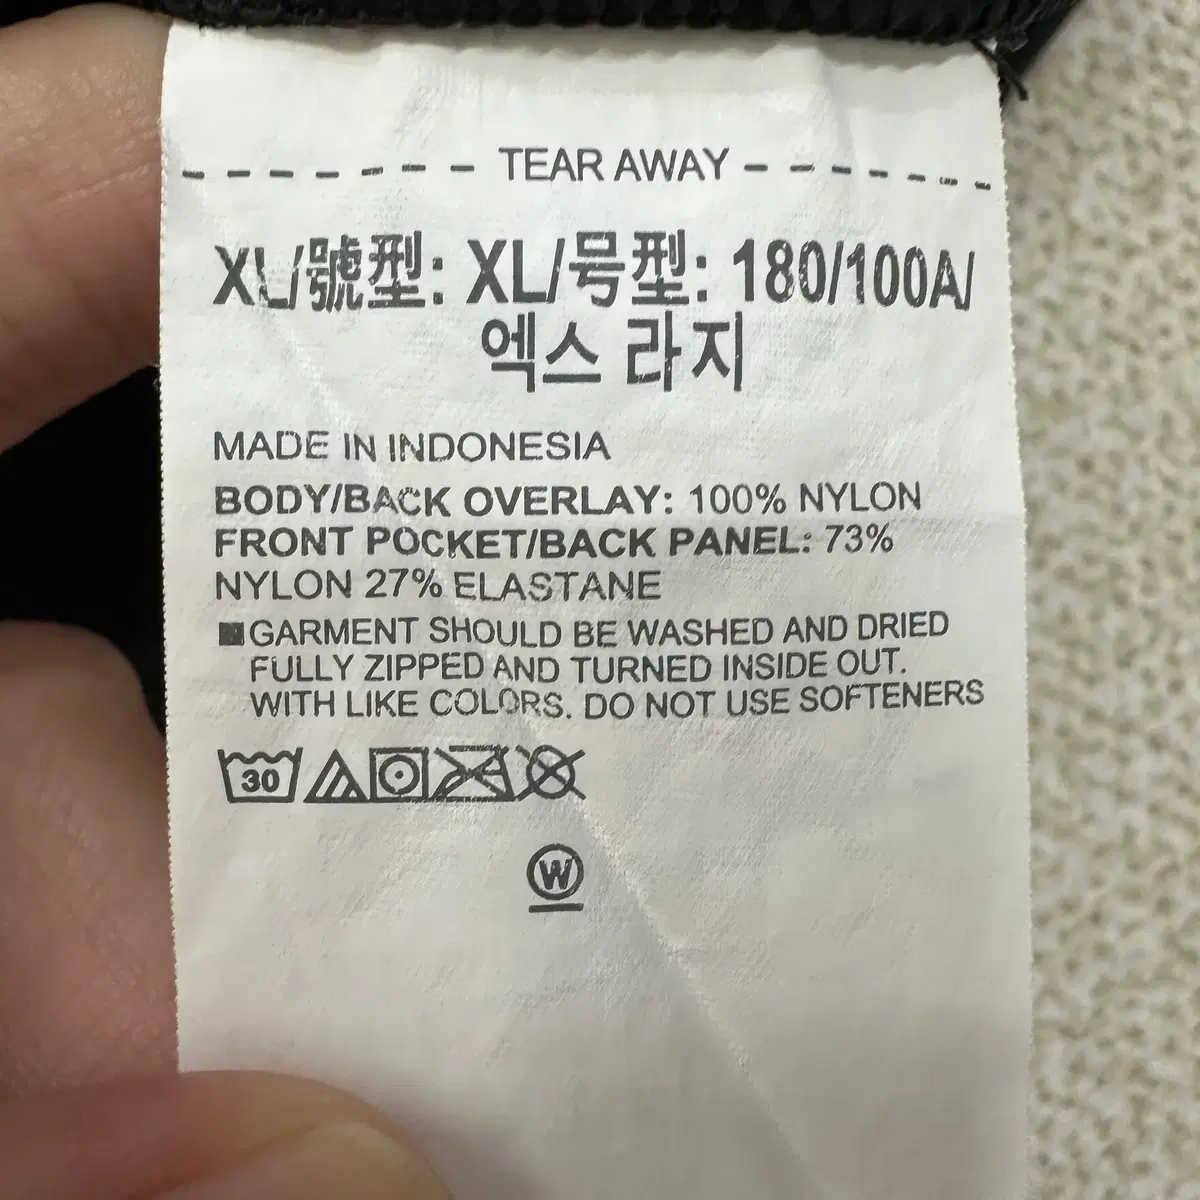 TEAR AWAY
XL/號型: XL/号型: 180/100A/
엑스 라지
MADE IN INDONESIA
BODY/BACK OVERLAY: 100% NYLON
FRONT POCKET/BACK PANEL: 73%
NYLON 27% ELASTANE
■GARMENT SHOULD BE WASHED AND DRIED
FULLY ZIPPED AND TURNED INSIDE OUT.
WITH LIKE COLORS. DO NOT USE SOFTENERS
30
W